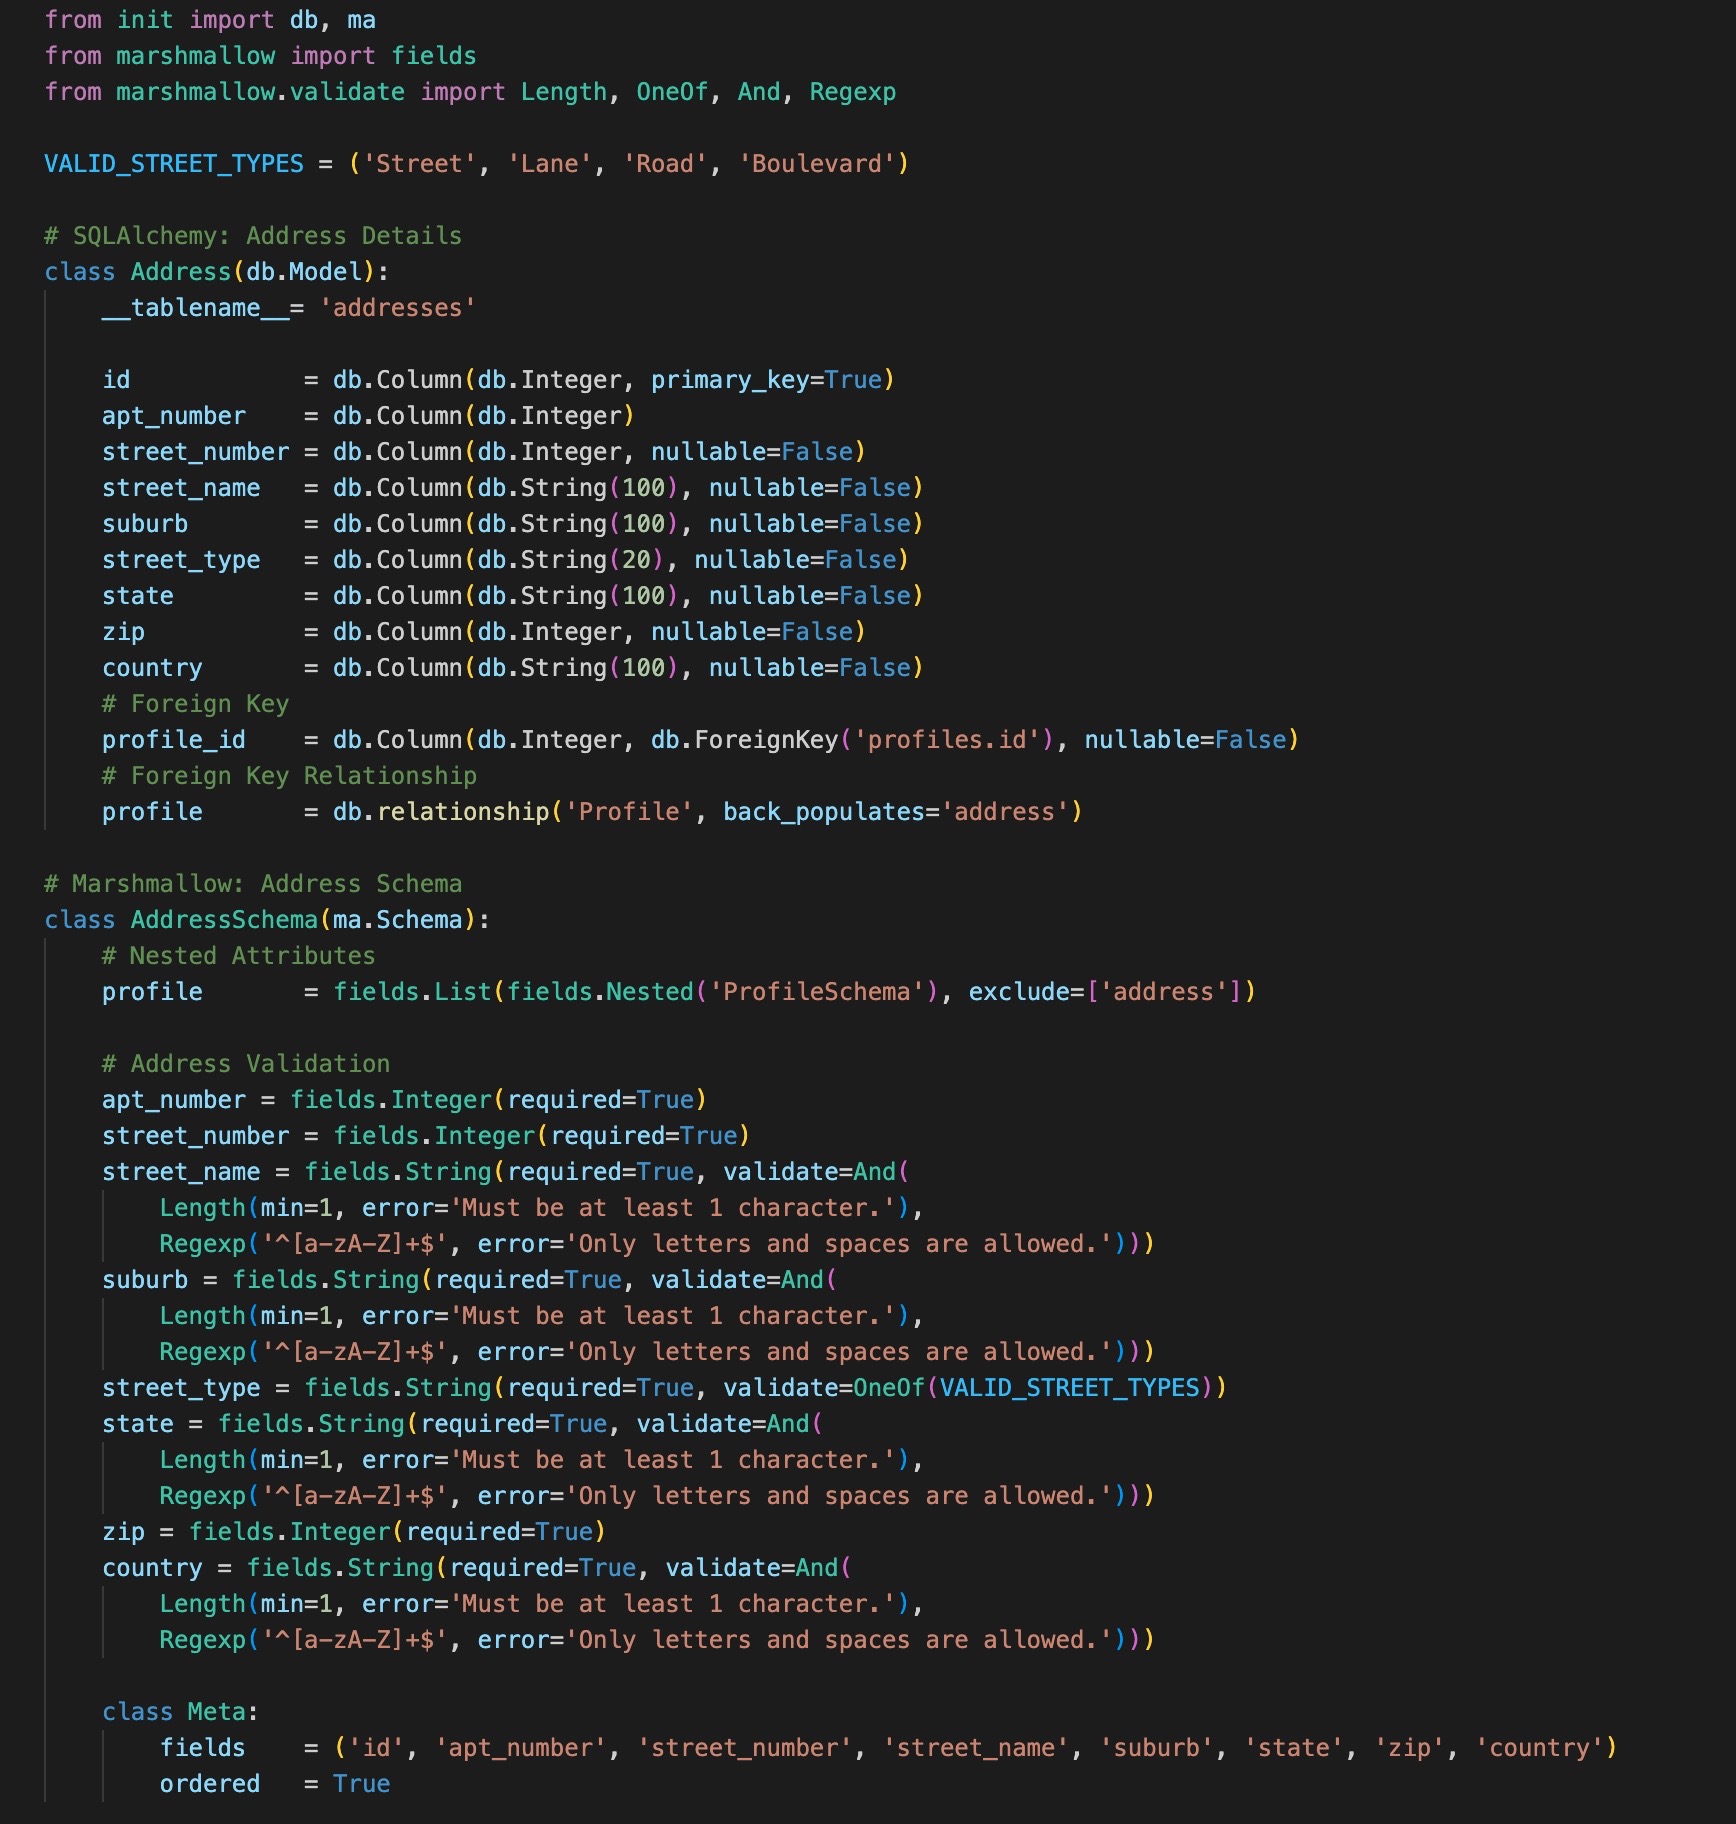 from init import db, ma
from marshmallow import fields
from marshmallow.validate import Length, OneOf, And, Regexp

VALID_STREET_TYPES = ('Street', 'Lane', 'Road', 'Boulevard')

# SQLAlchemy: Address Details
class Address(db.Model):
    __tablename__= 'addresses'

    id            = db.Column(db.Integer, primary_key=True)
    apt_number    = db.Column(db.Integer)
    street_number = db.Column(db.Integer, nullable=False)
    street_name   = db.Column(db.String(100), nullable=False)
    suburb        = db.Column(db.String(100), nullable=False)
    street_type   = db.Column(db.String(20), nullable=False)
    state         = db.Column(db.String(100), nullable=False)
    zip           = db.Column(db.Integer, nullable=False)
    country       = db.Column(db.String(100), nullable=False)
    # Foreign Key
    profile_id    = db.Column(db.Integer, db.ForeignKey('profiles.id'), nullable=False)
    # Foreign Key Relationship
    profile       = db.relationship('Profile', back_populates='address')

# Marshmallow: Address Schema
class AddressSchema(ma.Schema):
    # Nested Attributes
    profile       = fields.List(fields.Nested('ProfileSchema'), exclude=['address'])

    # Address Validation
    apt_number = fields.Integer(required=True)
    street_number = fields.Integer(required=True)
    street_name = fields.String(required=True, validate=And(
        Length(min=1, error='Must be at least 1 character.'),
        Regexp('^[a-zA-Z]+$', error='Only letters and spaces are allowed.')))
    suburb = fields.String(required=True, validate=And(
        Length(min=1, error='Must be at least 1 character.'),
        Regexp('^[a-zA-Z]+$', error='Only letters and spaces are allowed.')))
    street_type = fields.String(required=True, validate=OneOf(VALID_STREET_TYPES))
    state = fields.String(required=True, validate=And(
        Length(min=1, error='Must be at least 1 character.'),
        Regexp('^[a-zA-Z]+$', error='Only letters and spaces are allowed.')))
    zip = fields.Integer(required=True)
    country = fields.String(required=True, validate=And(
        Length(min=1, error='Must be at least 1 character.'),
        Regexp('^[a-zA-Z]+$', error='Only letters and spaces are allowed.')))

    class Meta:
        fields    = ('id', 'apt_number', 'street_number', 'street_name', 'suburb', 'state', 'zip', 'country')
        ordered   = True